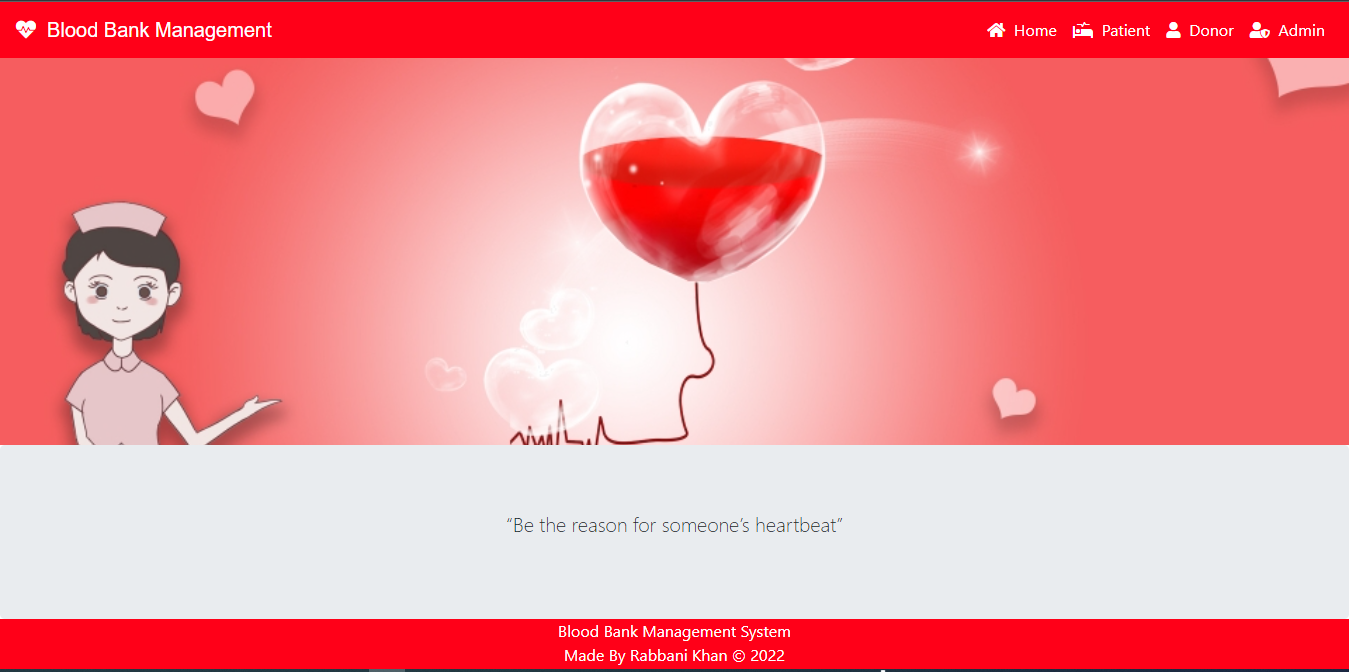 Blood Bank Management
Home Patient Donor Admin
“Be the reason for someone’s heartbeat”
Blood Bank Management System
Made By Rabbani Khan © 2022